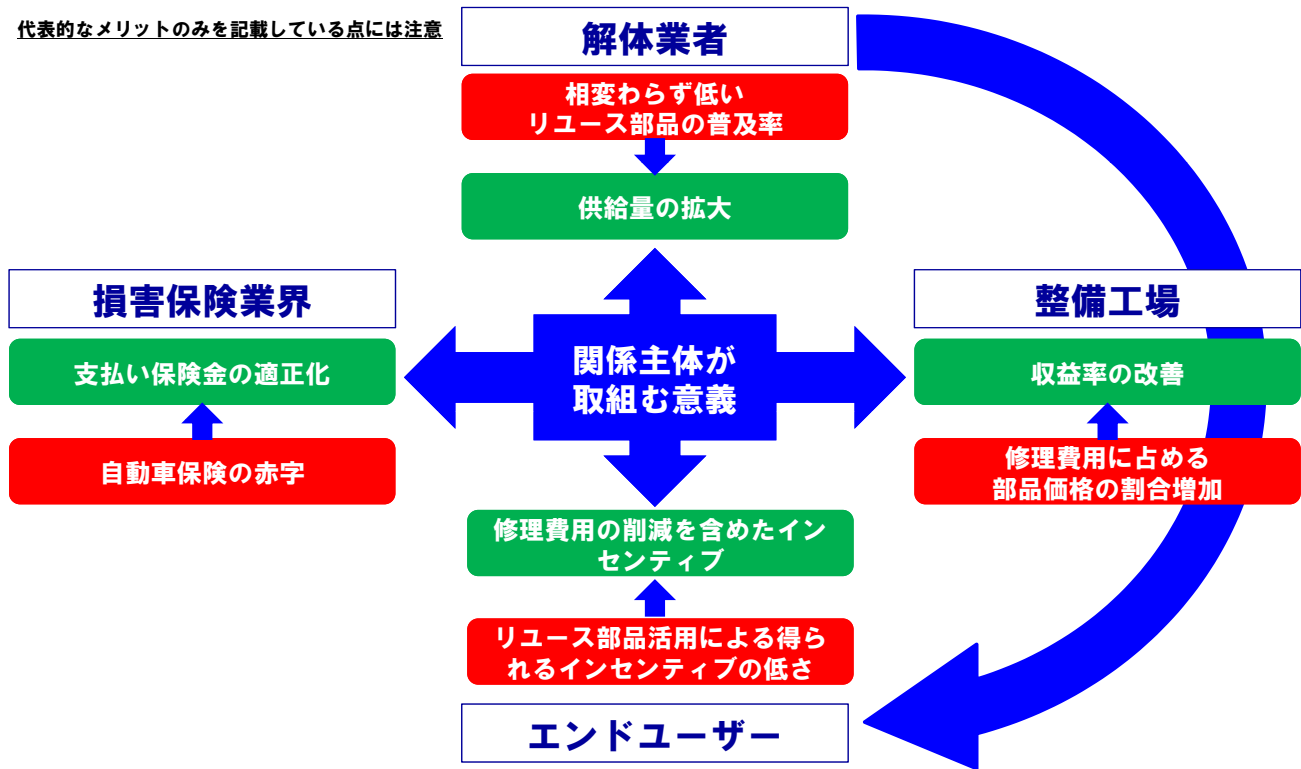 代表的なメリットのみを記載している点には注意
解体業者
相変わらず低い
リユース部品の普及率
供給量の拡大
損害保険業界
支払い保険金の適正化
自動車保険の赤字
関係主体が
取組む意義
整備工場
収益率の改善
修理費用に占める
部品価格の割合増加
修理費用の削減を含めたイン
センティブ
リユース部品活用による得ら
れるインセンティブの低さ
エンドユーザー